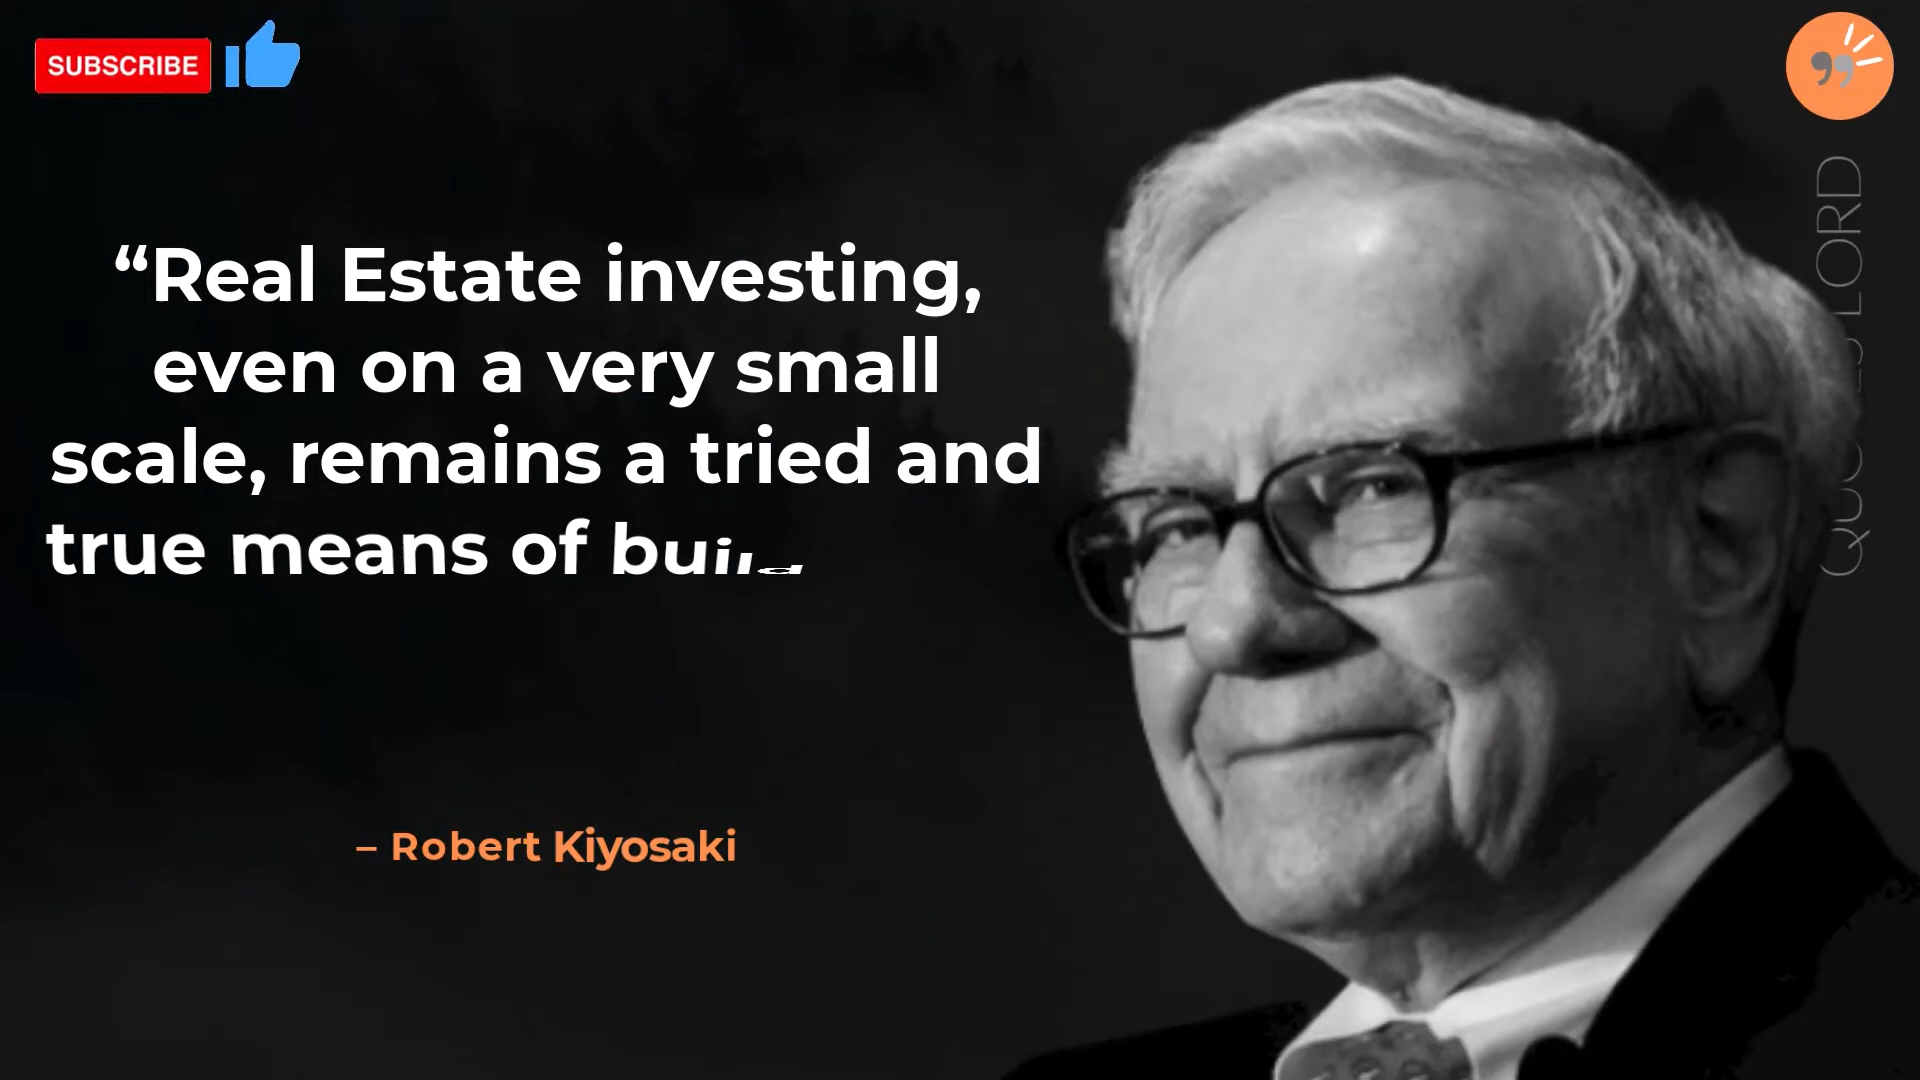 SUBSCRIBE
“Real Estate investing,
even on a very small
scale, remains a tried and
true means of
– Robert Kiyosaki
LORD